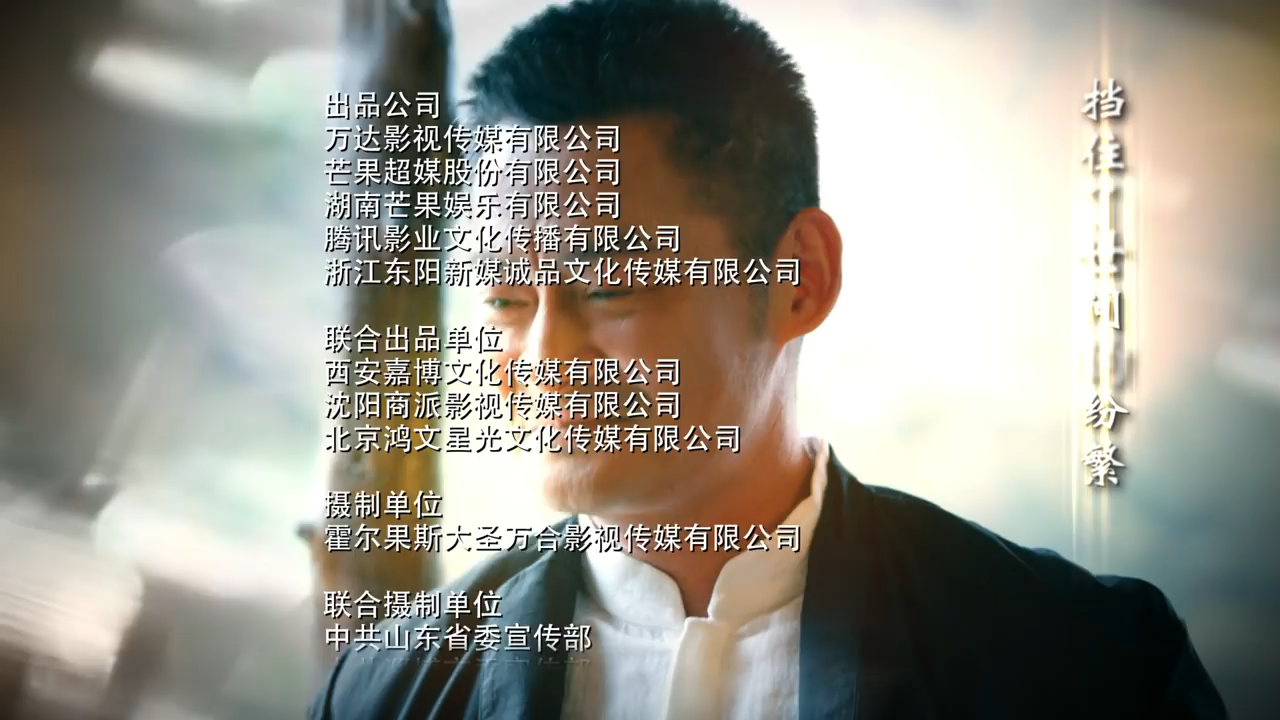 出品公司
万达影视传媒有限公司
芒果超媒股份有限公司
湖南芒果娱乐有限公司
腾讯影业文化传播有限公司
浙江东阳新媒诚品文化传媒有限公司
联合出品单位
西安嘉博文化传媒有限公司
沈阳商派影视传媒有限公司
北京鸿文星光文化传媒有限公司
摄制单位
霍尔果斯大圣万合影视传媒有限公司
联合摄制单位
中共山东省委宣传部
挡住了世间的纷繁